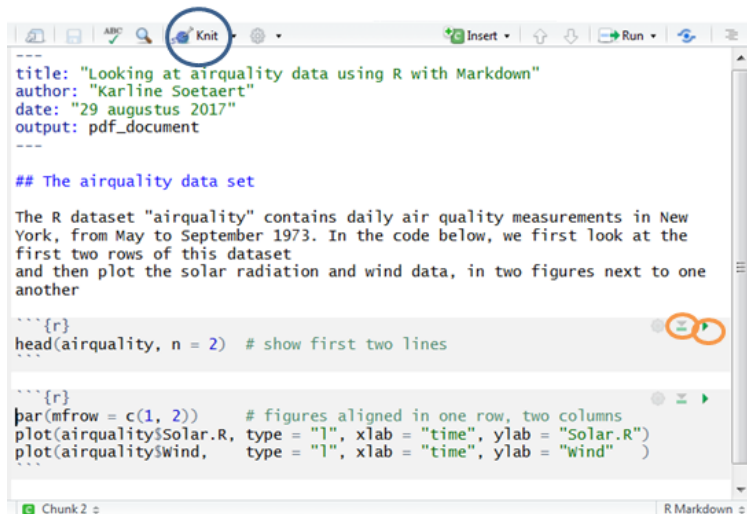 ABC Knit Insert Run
---
title: "Looking at airquality data using R with Markdown"
author: "Karline Soetaert"
date: "29 augustus 2017"
output: pdf_document
---
## The airquality data set
The R dataset "airquality" contains daily air quality measurements in New
York, from May to September 1973. In the code below, we first look at the
first two rows of this dataset
and then plot the solar radiation and wind data, in two figures next to one
another
```{r}
head(airquality, n = 2)  # show first two lines
```
```{r}
par(mfrow = c(1, 2))     # figures aligned in one row, two columns
plot(airquality$Solar.R, type = "l", xlab = "time", ylab = "Solar.R")
plot(airquality$Wind,    type = "l", xlab = "time", ylab = "Wind"   )
```
Chunk 2 R Markdown